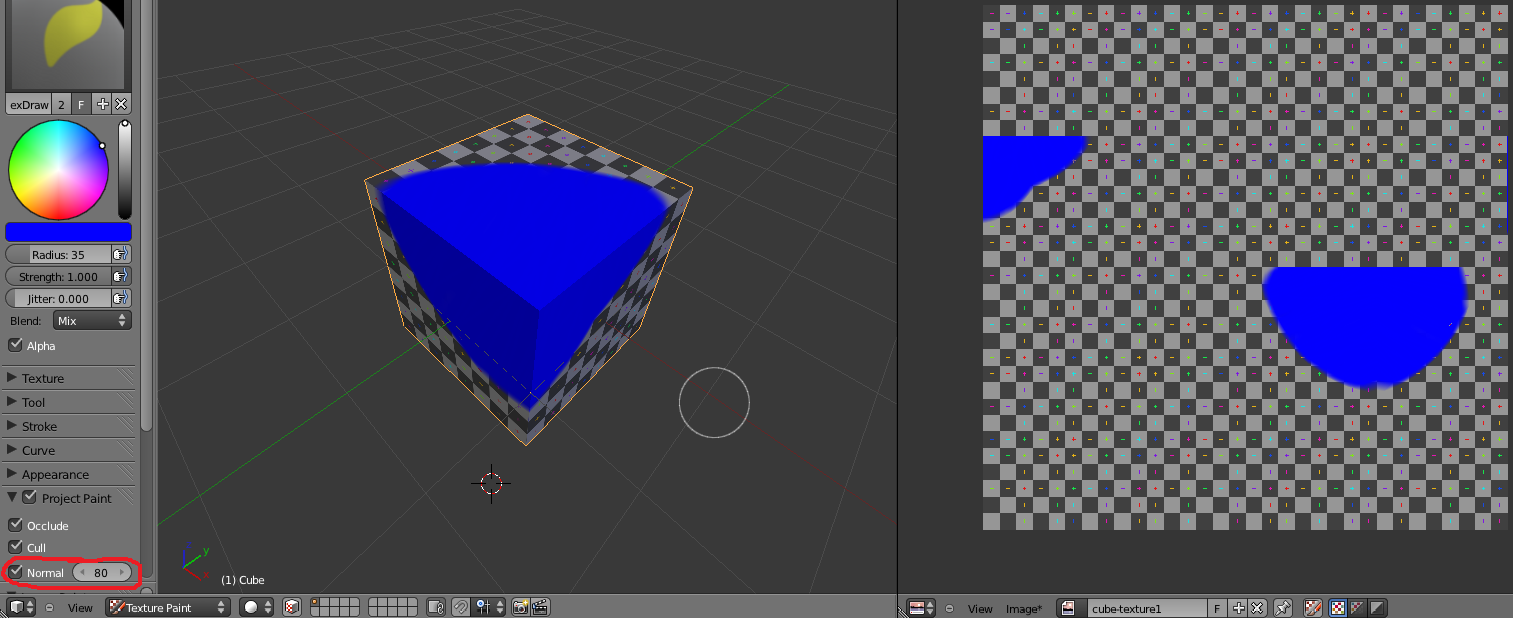 exDraw 2 F
Radius: 35
Strength: 1.000
Jitter: 0.000
Blend: Mix
Alpha
Texture
Tool
Stroke
Curve
Appearance
Project Paint
Occlude
Cull
Normal 80
y
(1) Cube
View Texture Paint
View Image* cube-texture1 F